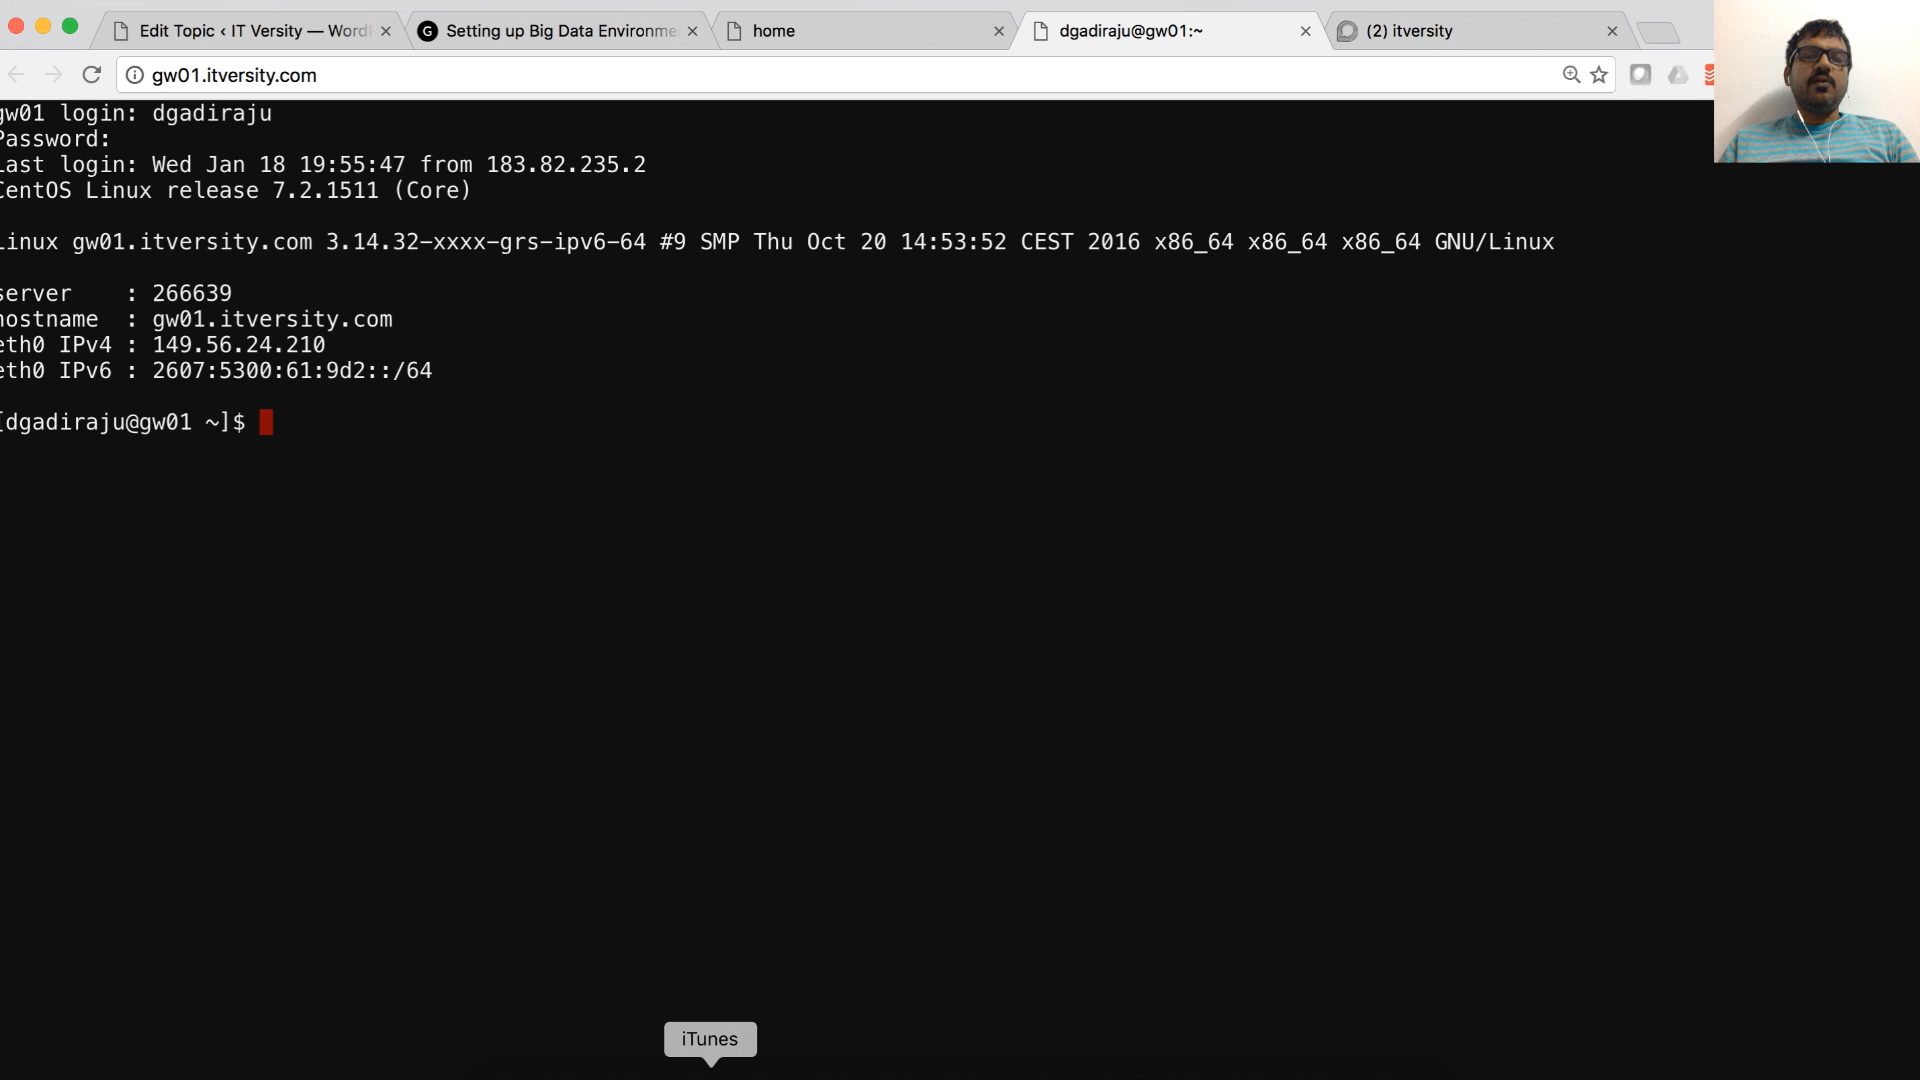 Edit Topic ‹ IT Versity — WordP
Setting up Big Data Environme
home
dgadiraju@gw01:~
(2) itversity
gw01.itversity.com
gw01 login: dgadiraju
Password:
Last login: Wed Jan 18 19:55:47 from 183.82.235.2
CentOS Linux release 7.2.1511 (Core)
Linux gw01.itversity.com 3.14.32-xxxx-grs-ipv6-64 #9 SMP Thu Oct 20 14:53:52 CEST 2016 x86_64 x86_64 x86_64 GNU/Linux
server : 266639
hostname : gw01.itversity.com
eth0 IPv4 : 149.56.24.210
eth0 IPv6 : 2607:5300:61:9d2::/64
[dgadiraju@gw01 ~]$
iTunes